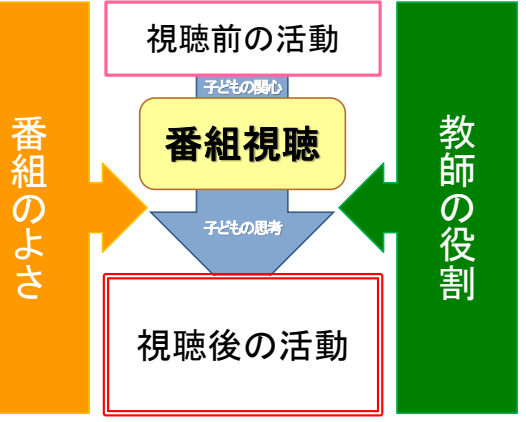 視聴前の活動
子どもの関心
番組視聴
子どもの思考
視聴後の活動
番組のよさ
教師の役割